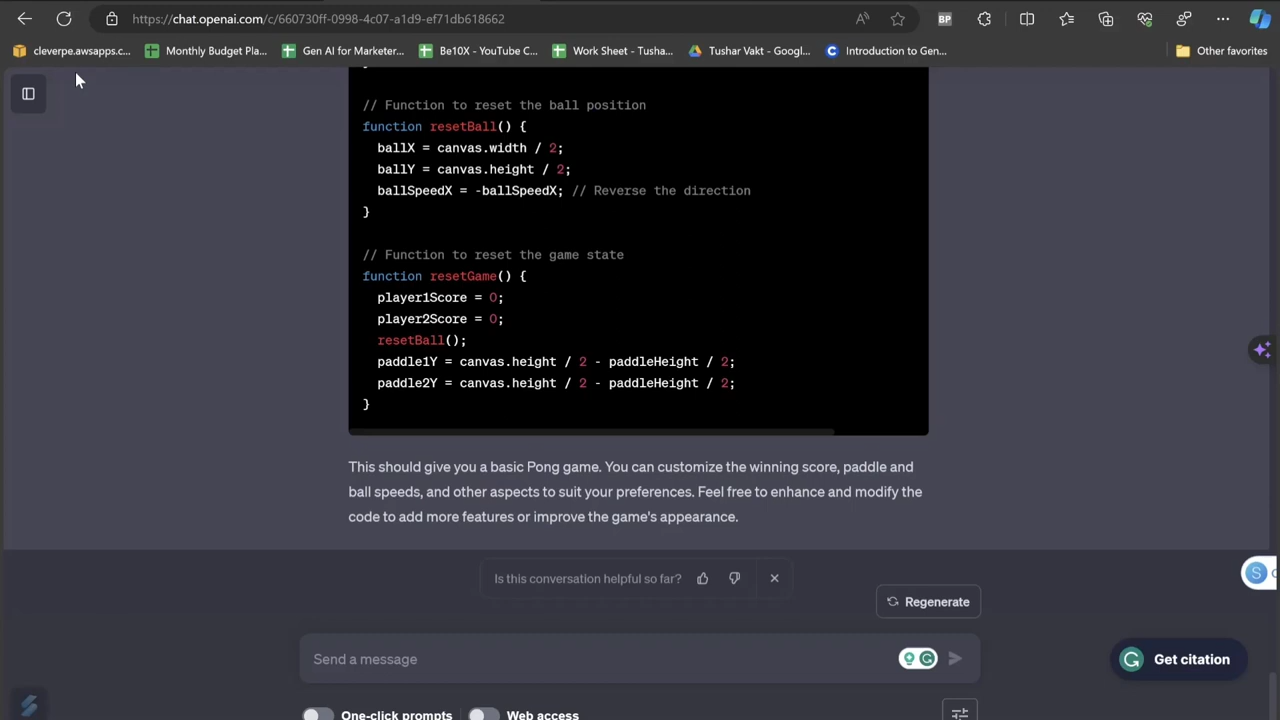 https://chat.openai.com/c/660730ff-0998-4c07-a1d9-ef71db618662
BP
cleverpe.awsapps.c... Monthly Budget Pla... Gen AI for Marketer... Be10X - YouTube C... Work Sheet - Tusha... Tushar Vakt - Googl... Introduction to Gen... Other favorites
// Function to reset the ball position
function resetBall() {
ballX = canvas.width / 2;
ballY = canvas.height / 2;
ballSpeedX = -ballSpeedX; // Reverse the direction
}
// Function to reset the game state
function resetGame() {
player1Score = 0;
player2Score = 0;
resetBall();
paddle1Y = canvas.height / 2 - paddleHeight / 2;
paddle2Y = canvas.height / 2 - paddleHeight / 2;
}
This should give you a basic Pong game. You can customize the winning score, paddle and
ball speeds, and other aspects to suit your preferences. Feel free to enhance and modify the
code to add more features or improve the game's appearance.
Is this conversation helpful so far?
Regenerate
Send a message
Get citation
One-click prompts Web access